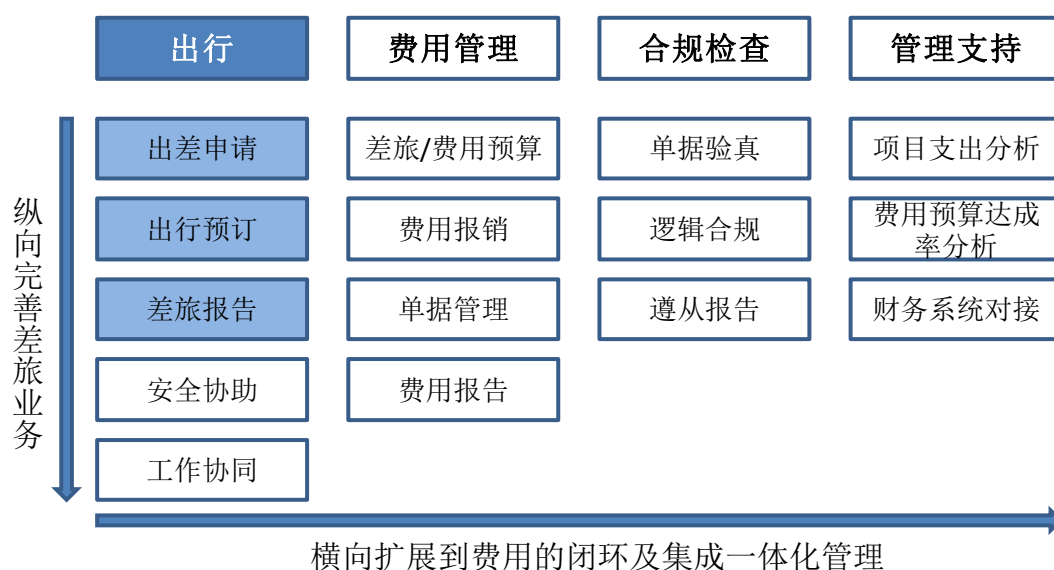 出行
费用管理
合规检查
管理支持
出差申请
差旅/费用预算
单据验真
项目支出分析
出行预订
费用报销
逻辑合规
费用预算达成
率分析
差旅报告
单据管理
遵从报告
财务系统对接
安全协助
费用报告
工作协同
纵向完善差旅业务
横向扩展到费用的闭环及集成一体化管理